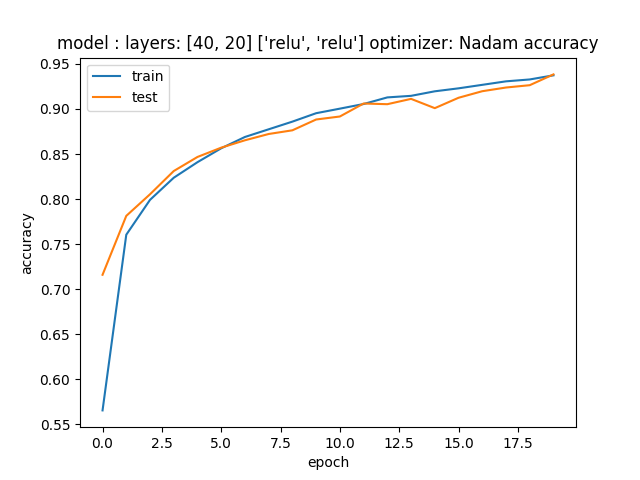 model : layers: [40, 20] ['relu', 'relu'] optimizer: Nadam accuracy
train
test
0.95
0.90
0.85
0.80
0.75
0.70
0.65
0.60
0.55
accuracy
0.0 2.5 5.0 7.5 10.0 12.5 15.0 17.5
epoch